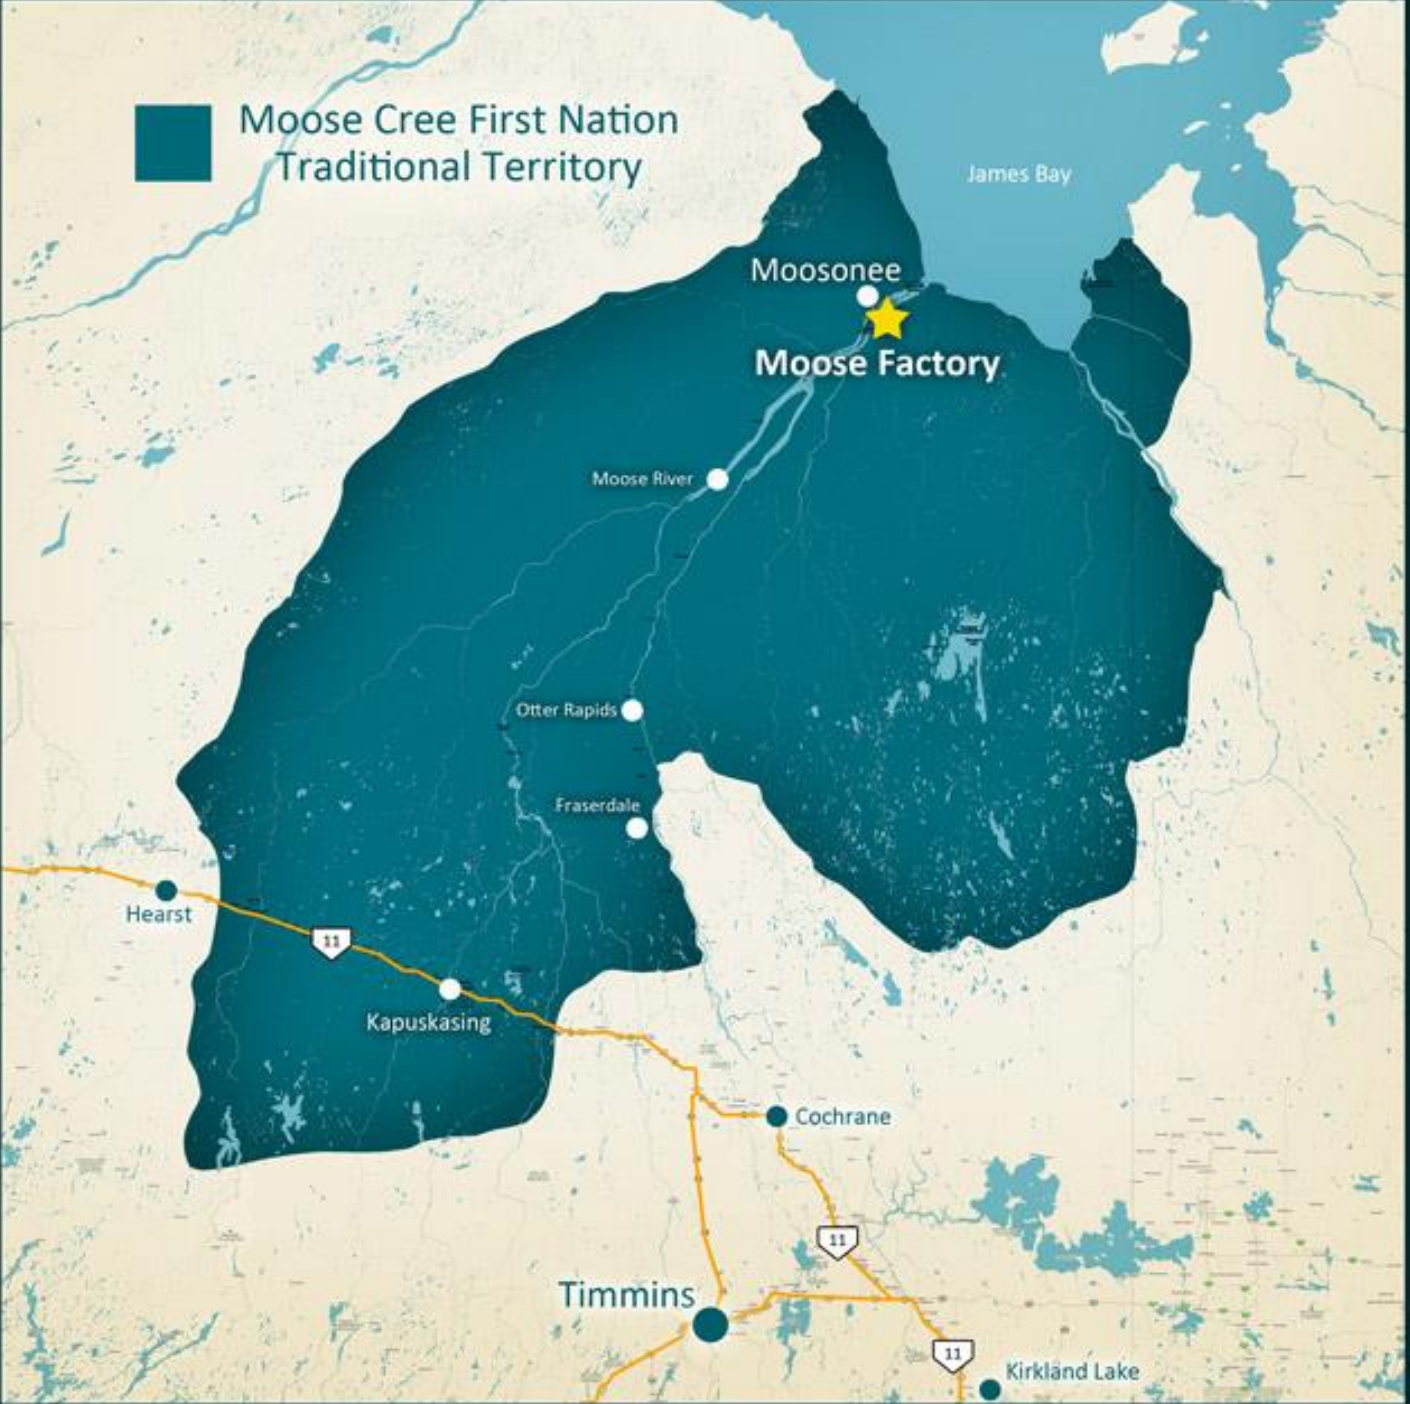 Moose Cree First Nation
Traditional Territory
James Bay
Moosonee
Moose Factory
Moose River
Otter Rapids
Fraserdale
Hearst
11
Kapuskasing
Cochrane
11
Timmins
11
Kirkland Lake